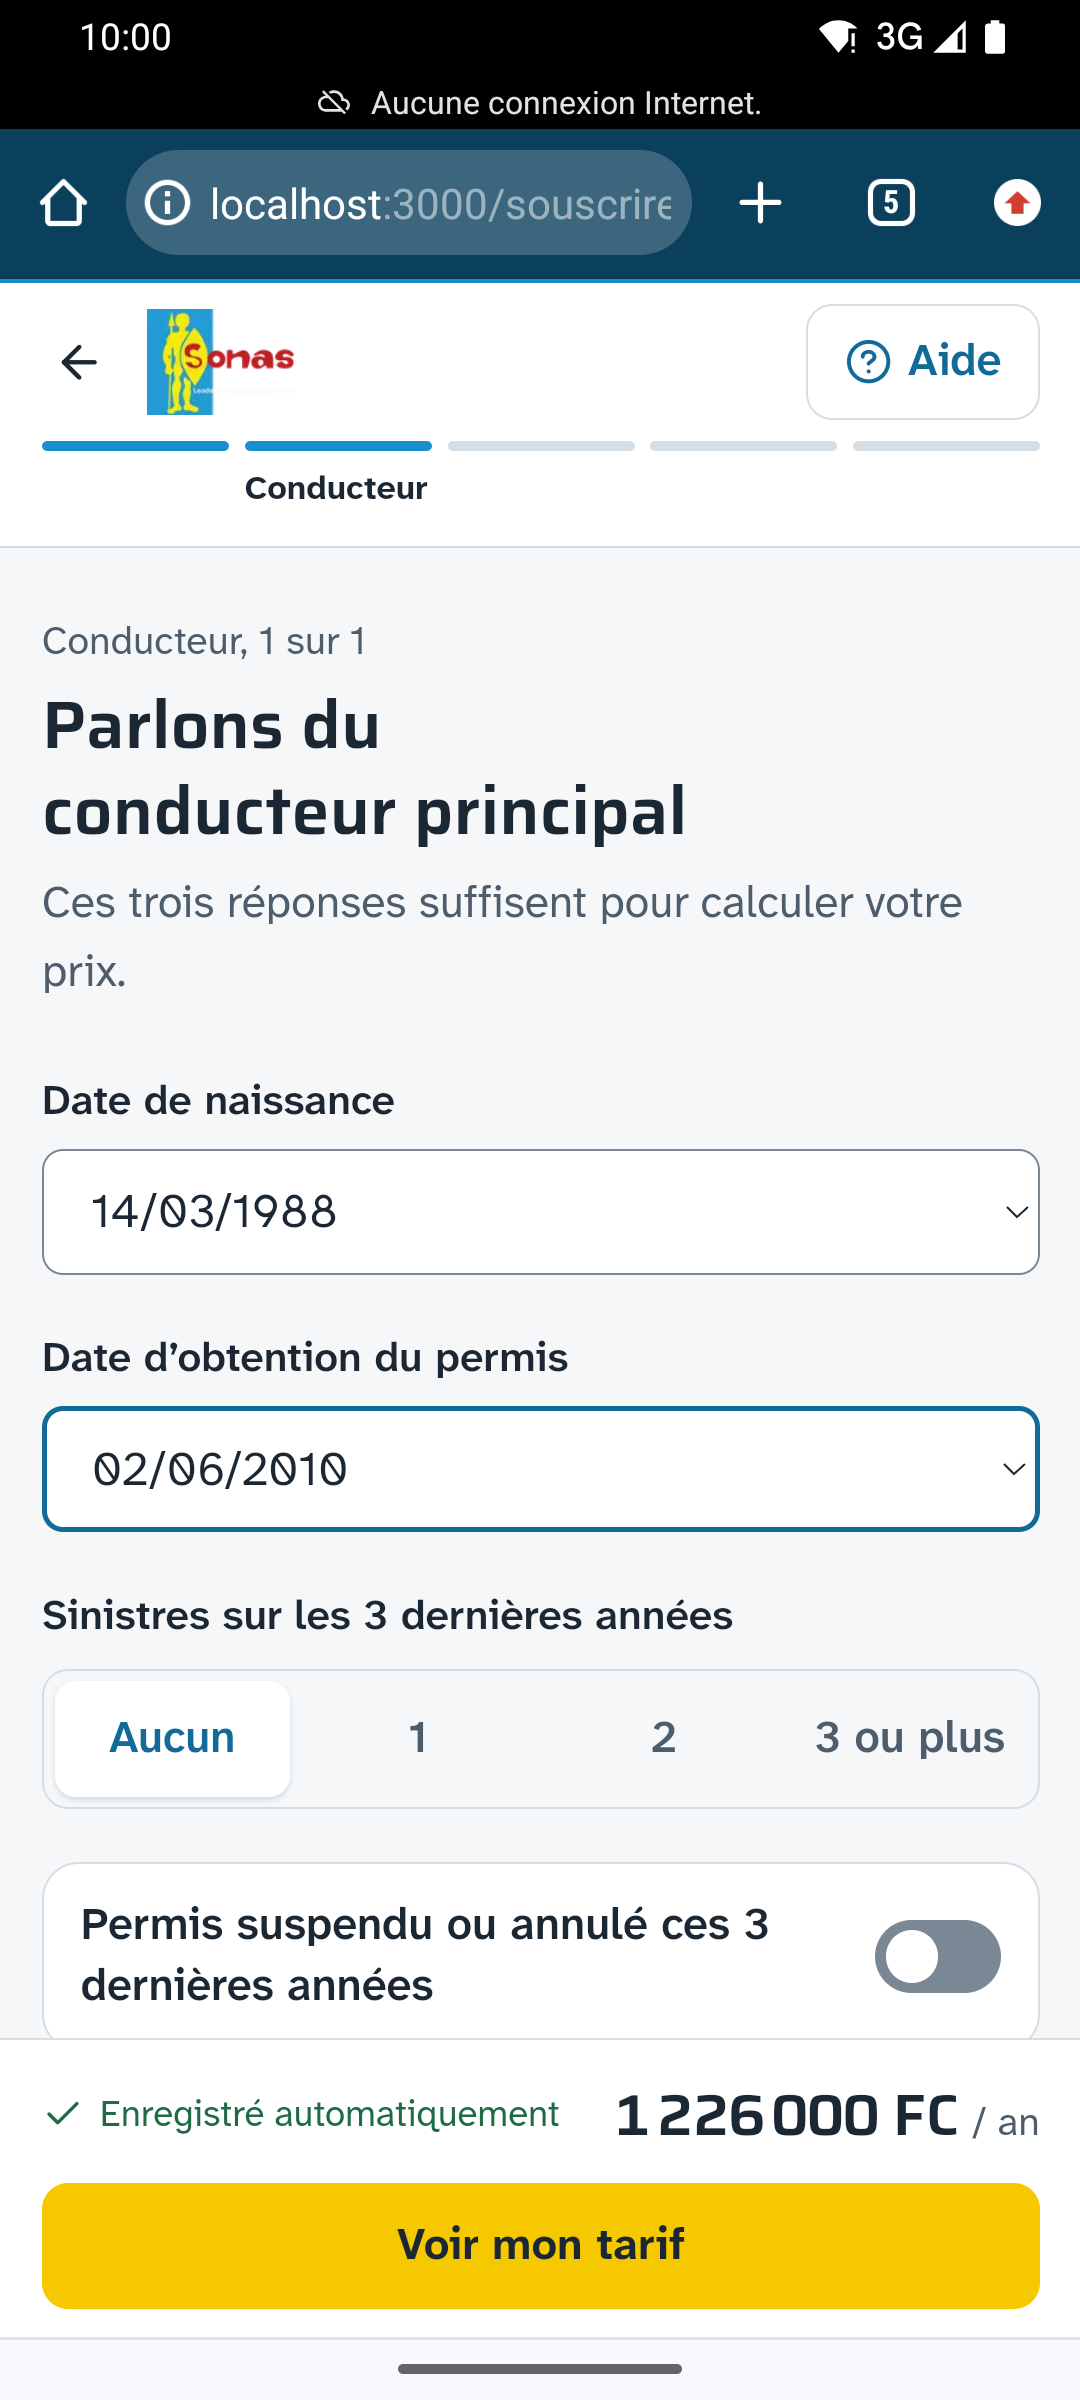 10:00
3G
Aucune connexion Internet.
localhost:3000/souscrire
5
Sonas
Aide
Conducteur
Conducteur, 1 sur 1
Parlons du
conducteur principal
Ces trois réponses suffisent pour calculer votre
prix.
Date de naissance
14/03/1988
Date d’obtention du permis
02/06/2010
Sinistres sur les 3 dernières années
Aucun 1 2 3 ou plus
Permis suspendu ou annulé ces 3
dernières années
Enregistré automatiquement
1 226 000 FC / an
Voir mon tarif